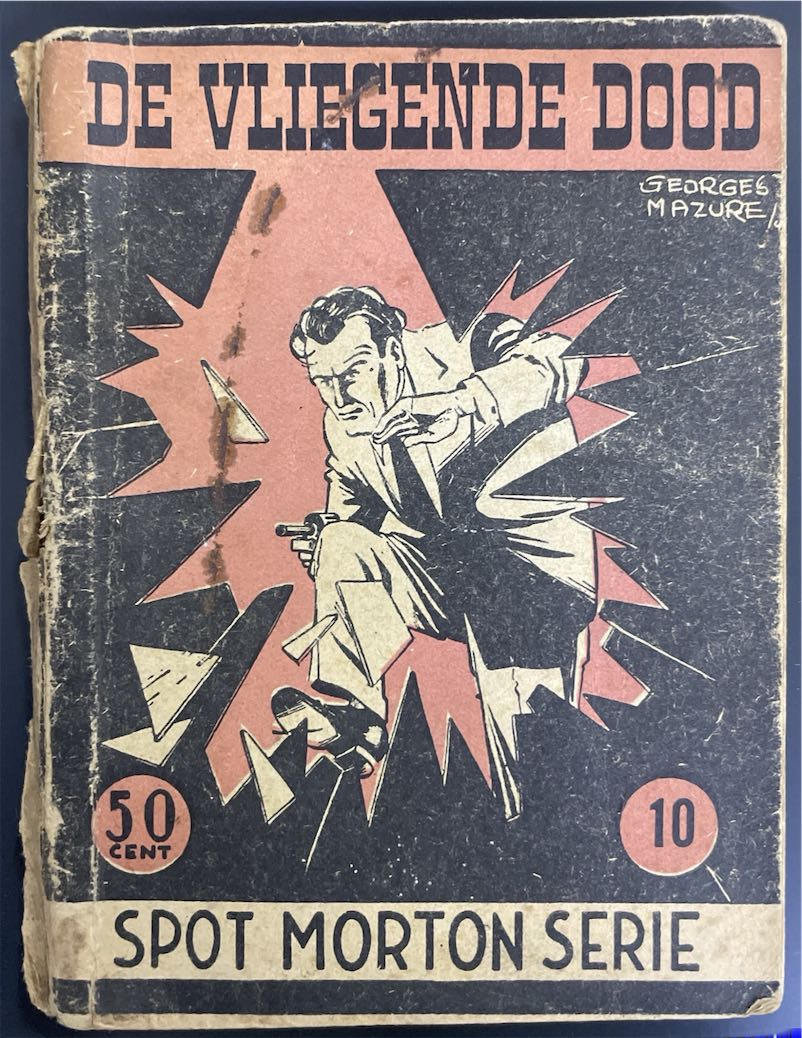 DE VLIEGENDE DOOD
GEORGES
MAZURE
50
CENT
10
SPOT MORTON SERIE